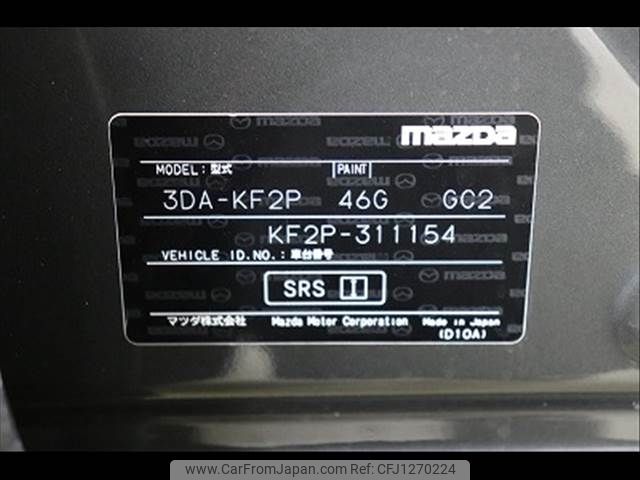 mazda
MODEL：型式 PAINT
3DA-KF2P 46G GC2
KF2P-311154
VEHICLE ID.NO.：車台番号
SRS I
マツダ株式会社 Mazda Motor Corporation Made in Japan
(D10A)
www.CarFromJapan.com CFJ1270224